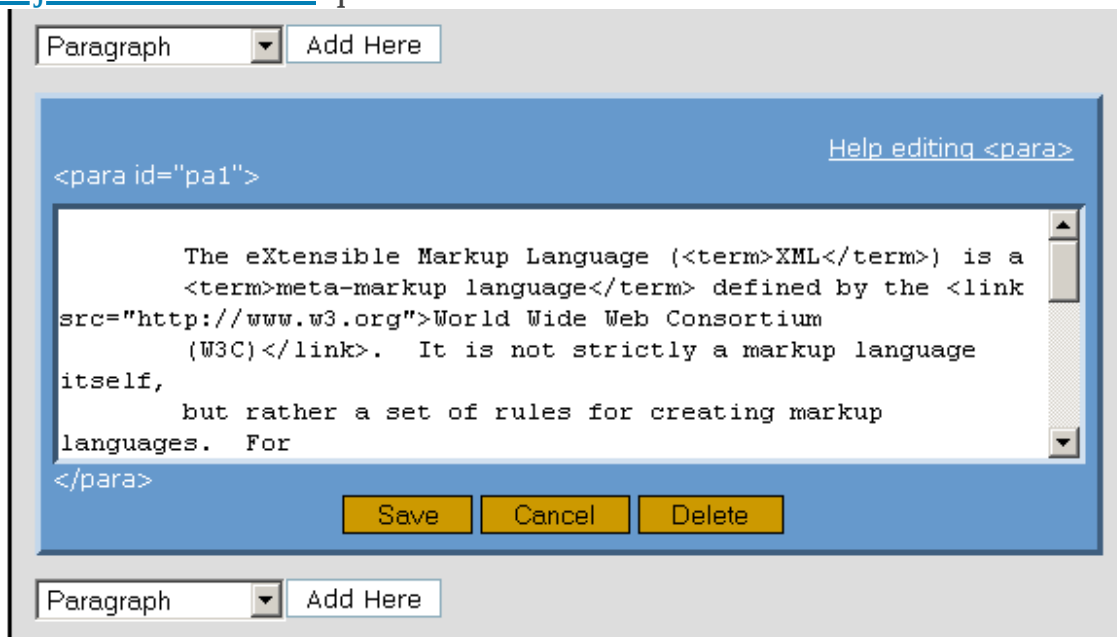 Paragraph Add Here
Help editing <para>
<para id="pa1">
The eXtensible Markup Language (<term>XML</term>) is a
<term>meta-markup language</term> defined by the <link
src="http://www.w3.org">World Wide Web Consortium
(W3C)</link>.  It is not strictly a markup language
itself,
but rather a set of rules for creating markup
languages.  For
</para>
Save Cancel Delete
Paragraph Add Here